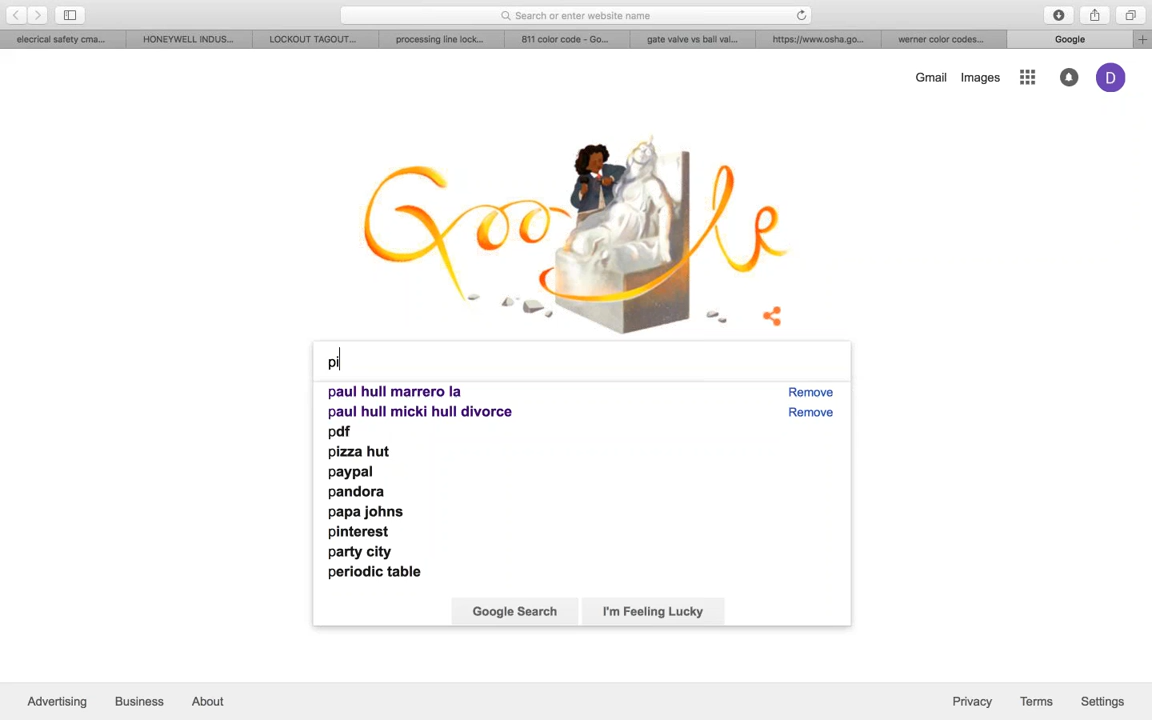 Search or enter website name
elecrical safety cma...
HONEYWELL INDUS...
LOCKOUT TAGOUT...
processing line lock...
811 color code - Go...
gate valve vs ball val...
https://www.osha.go...
werner color codes...
Google
Gmail Images D
Google
pi
paul hull marrero la Remove
paul hull micki hull divorce Remove
pdf
pizza hut
paypal
pandora
papa johns
pinterest
party city
periodic table
Google Search I'm Feeling Lucky
Advertising Business About Privacy Terms Settings